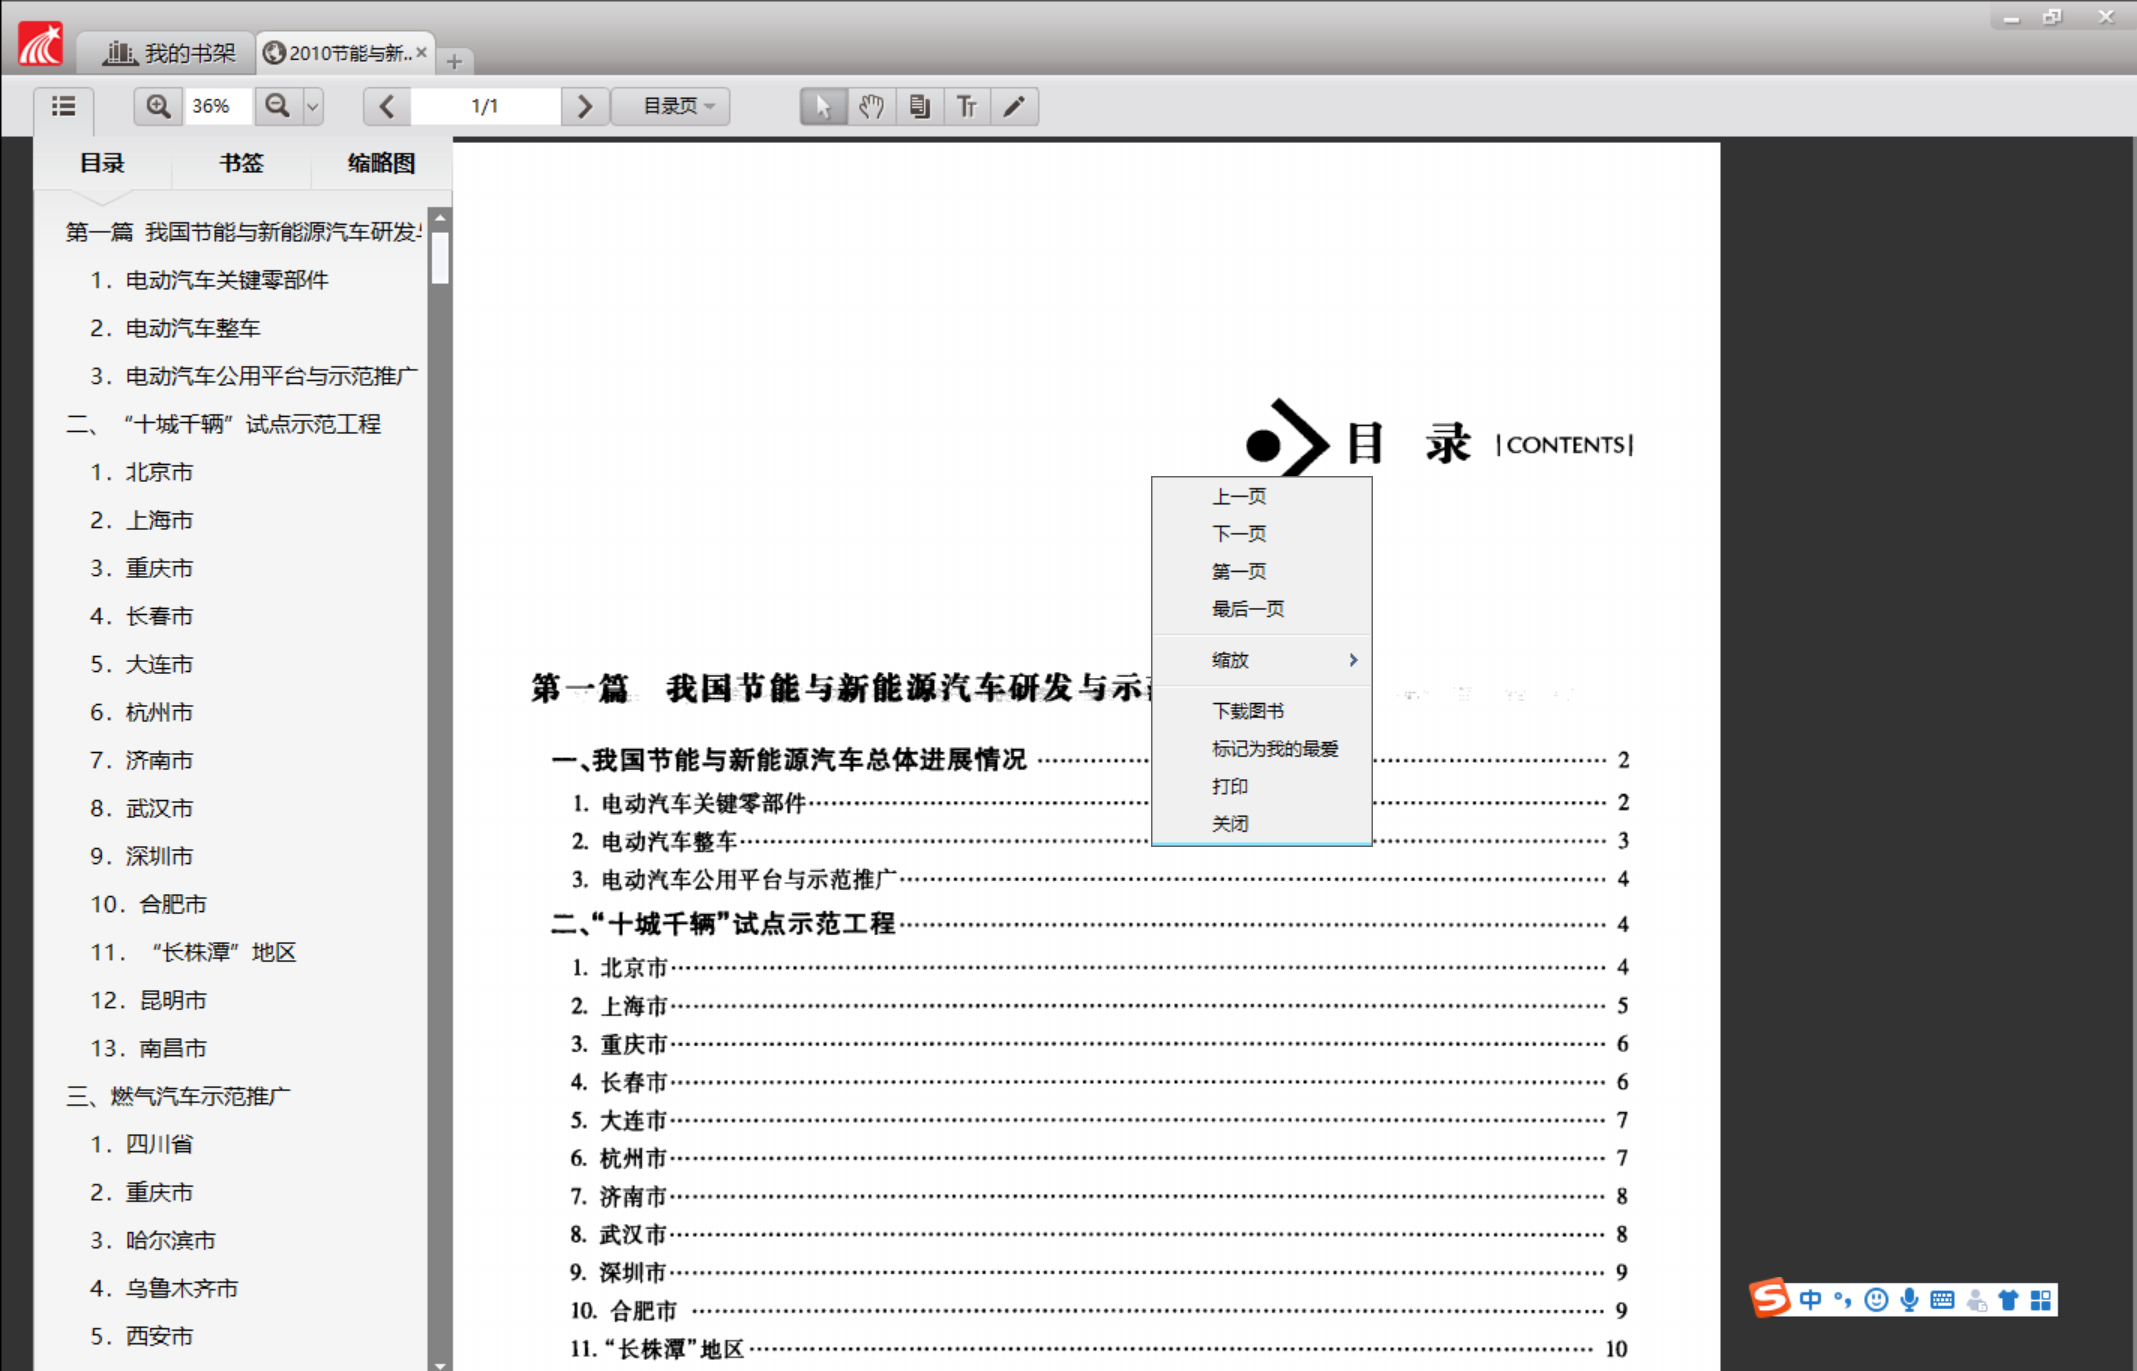 我的书架
2010节能与新..
36%
1/1
目录页
目录
书签
缩略图
第一篇 我国节能与新能源汽车研发
1. 电动汽车关键零部件
2. 电动汽车整车
3. 电动汽车公用平台与示范推广
二、“十城千辆”试点示范工程
1. 北京市
2. 上海市
3. 重庆市
4. 长春市
5. 大连市
6. 杭州市
7. 济南市
8. 武汉市
9. 深圳市
10. 合肥市
11. “长株潭”地区
12. 昆明市
13. 南昌市
三、燃气汽车示范推广
1. 四川省
2. 重庆市
3. 哈尔滨市
4. 乌鲁木齐市
5. 西安市
目 录 |CONTENTS|
上一页
下一页
第一页
最后一页
缩放
下载图书
标记为我的最爱
打印
关闭
第一篇 我国节能与新能源汽车研发与示
一、我国节能与新能源汽车总体进展情况 2
1. 电动汽车关键零部件 2
2. 电动汽车整车 3
3. 电动汽车公用平台与示范推广 4
二、“十城千辆”试点示范工程 4
1. 北京市 4
2. 上海市 5
3. 重庆市 6
4. 长春市 6
5. 大连市 7
6. 杭州市 7
7. 济南市 8
8. 武汉市 8
9. 深圳市 9
10. 合肥市 9
11. “长株潭”地区 10
中